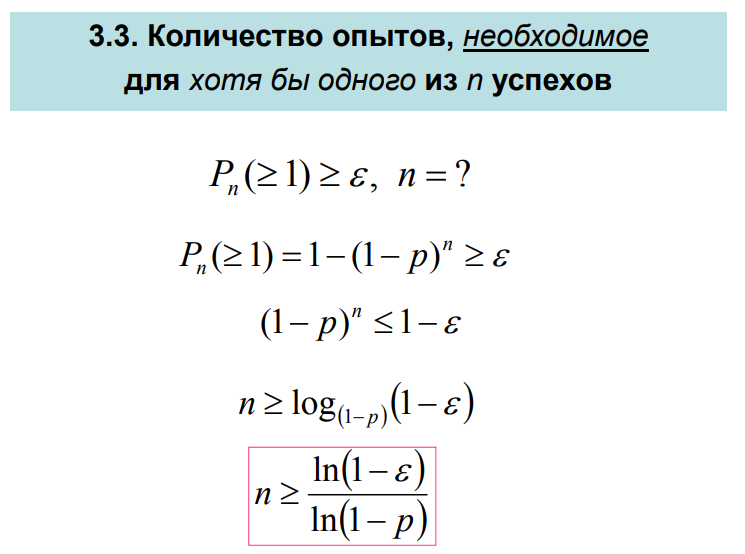 3.3. Количество опытов, необходимое
для хотя бы одного из n успехов
Pₙ(≥1) ≥ ε, n = ?
Pₙ(≥1) = 1 − (1 − p)ⁿ ≥ ε
(1 − p)ⁿ ≤ 1 − ε
n ≥ log₍₁₋ₚ₎(1 − ε)
n ≥ ln(1 − ε) / ln(1 − p)